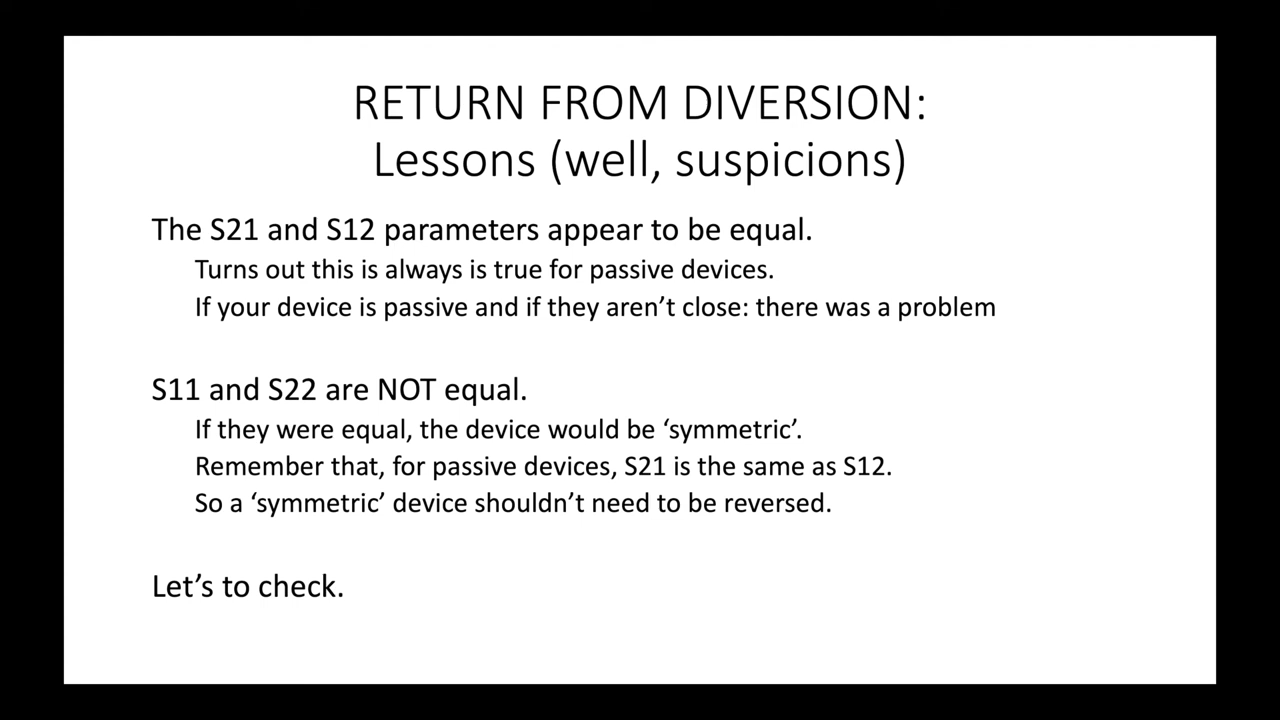 RETURN FROM DIVERSION:
Lessons (well, suspicions)
The S21 and S12 parameters appear to be equal.
Turns out this is always is true for passive devices.
If your device is passive and if they aren’t close: there was a problem
S11 and S22 are NOT equal.
If they were equal, the device would be ‘symmetric’.
Remember that, for passive devices, S21 is the same as S12.
So a ‘symmetric’ device shouldn’t need to be reversed.
Let’s to check.